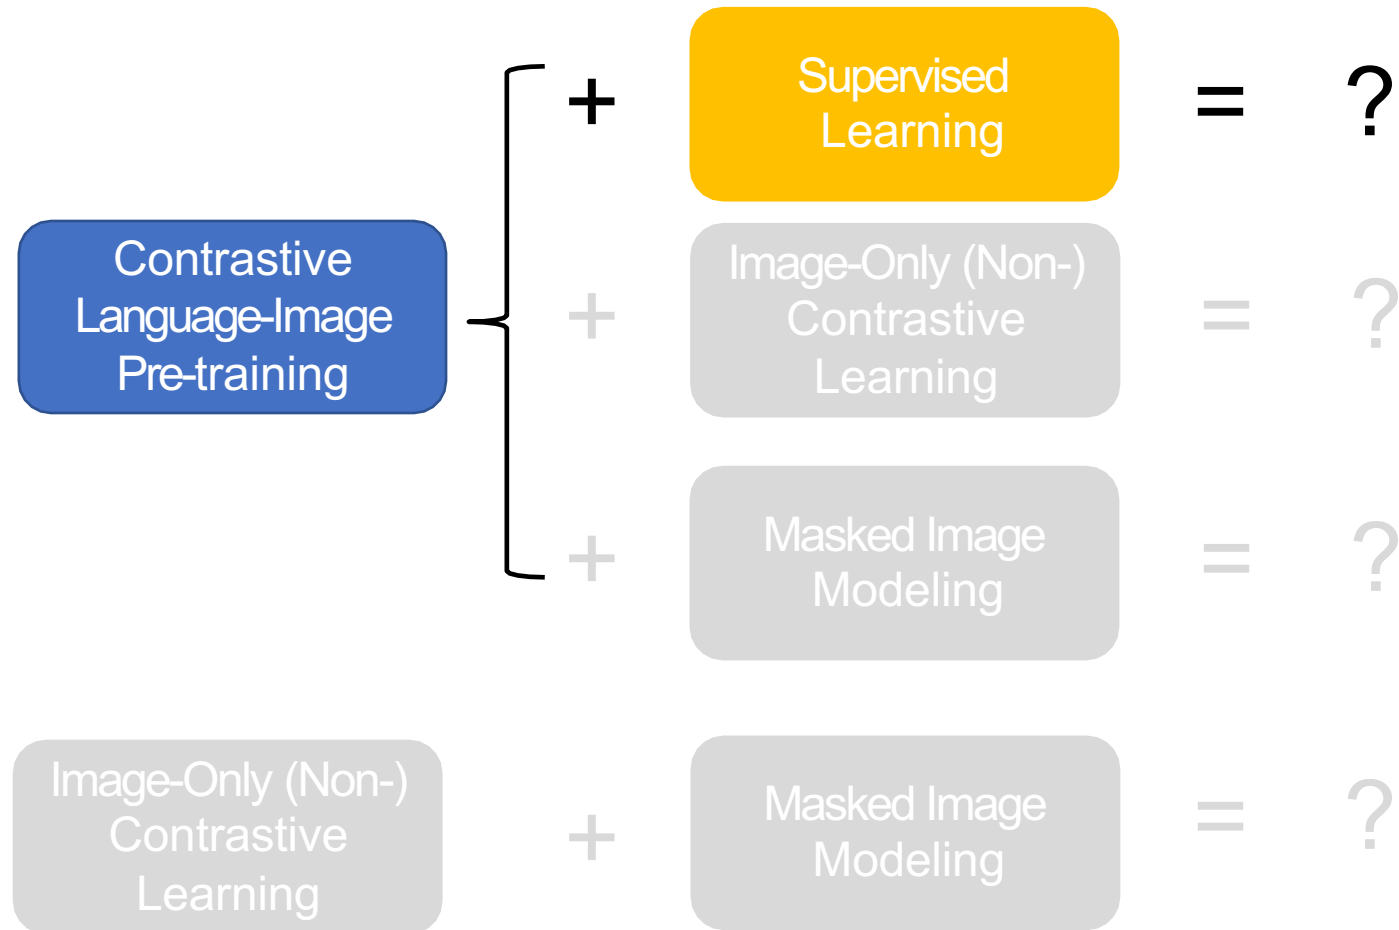 +
Supervised
Learning
=
?
Contrastive
Language-Image
Pre-training
+
Image-Only (Non-)
Contrastive
Learning
=
?
+
Masked Image
Modeling
=
?
Image-Only (Non-)
Contrastive
Learning
+
Masked Image
Modeling
=
?